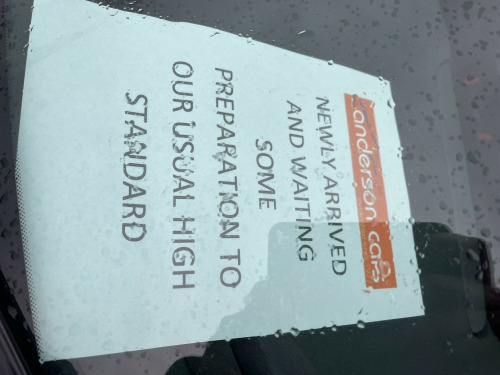 anderson cars
NEWLY ARRIVED
AND WAITING
SOME
PREPARATION TO
OUR USUAL HIGH
STANDARD